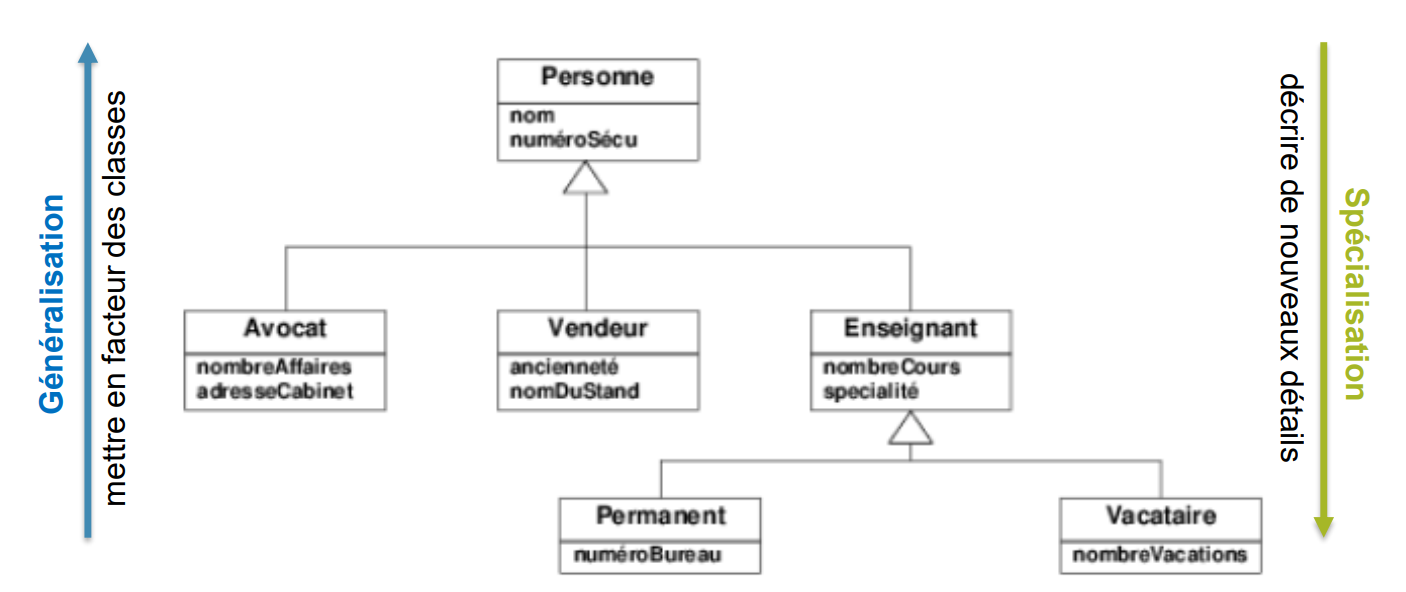 Généralisation
mettre en facteur des classes
Personne
nom
numéroSécu
Avocat
nombreAffaires
adresseCabinet
Vendeur
ancienneté
nomDuStand
Enseignant
nombreCours
specialité
Permanent
numéroBureau
Vacataire
nombreVacations
décrire de nouveaux détails
Spécialisation